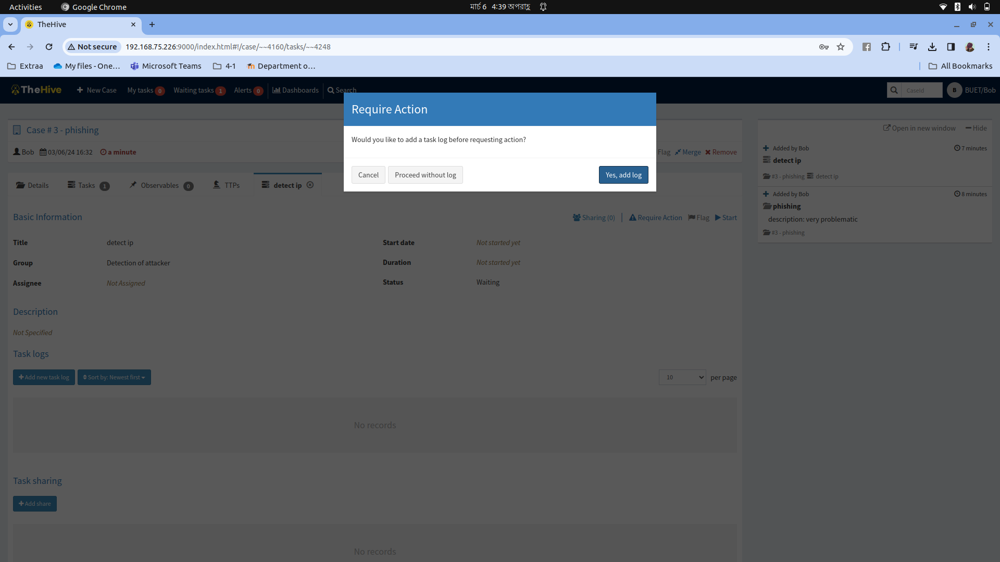 Activities Google Chrome মার্চ 6 4:39 অপরাহ্ণ
TheHive
Not secure 192.168.75.226:9000/index.html#!/case/~~4160/tasks/~~4248
Extraa My files - One... Microsoft Teams 4-1 Department o... All Bookmarks
TheHive New Case My tasks 0 Waiting tasks 1 Alerts 0 Dashboards Search CaseId B BUET/Bob
Require Action
Would you like to add a task log before requesting action?
Cancel Proceed without log Yes, add log
Case # 3 - phishing
Bob 03/06/24 16:32 a minute Flag Merge Remove
Details Tasks 1 Observables 0 TTPs detect ip
Basic Information Sharing (0) Require Action Flag Start
Title detect ip Start date Not started yet
Group Detection of attacker Duration Not started yet
Assignee Not Assigned Status Waiting
Description
Not Specified
Task logs
Add new task log Sort by: Newest first 10 per page
No records
Task sharing
Add share
No records
Open in new window Hide
Added by Bob 7 minutes
detect ip
#3 - phishing detect ip
Added by Bob 8 minutes
phishing
description: very problematic
#3 - phishing